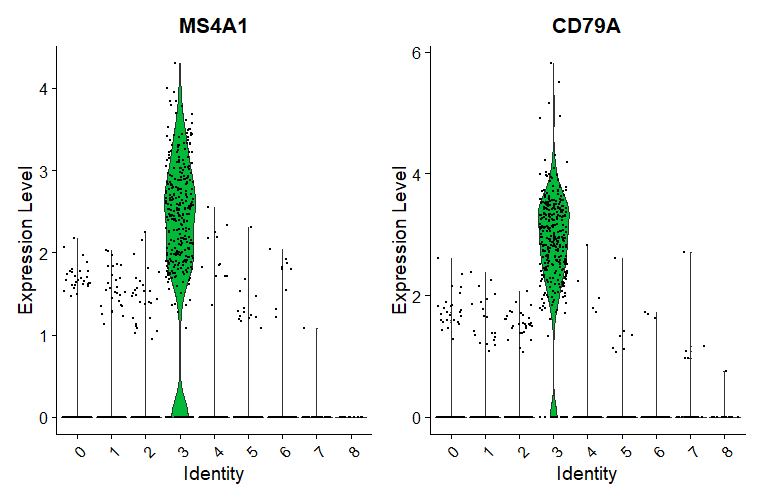 MS4A1
Expression Level
4
3
2
1
0
0 1 2 3 4 5 6 7 8
Identity
CD79A
Expression Level
6
4
2
0
0 1 2 3 4 5 6 7 8
Identity